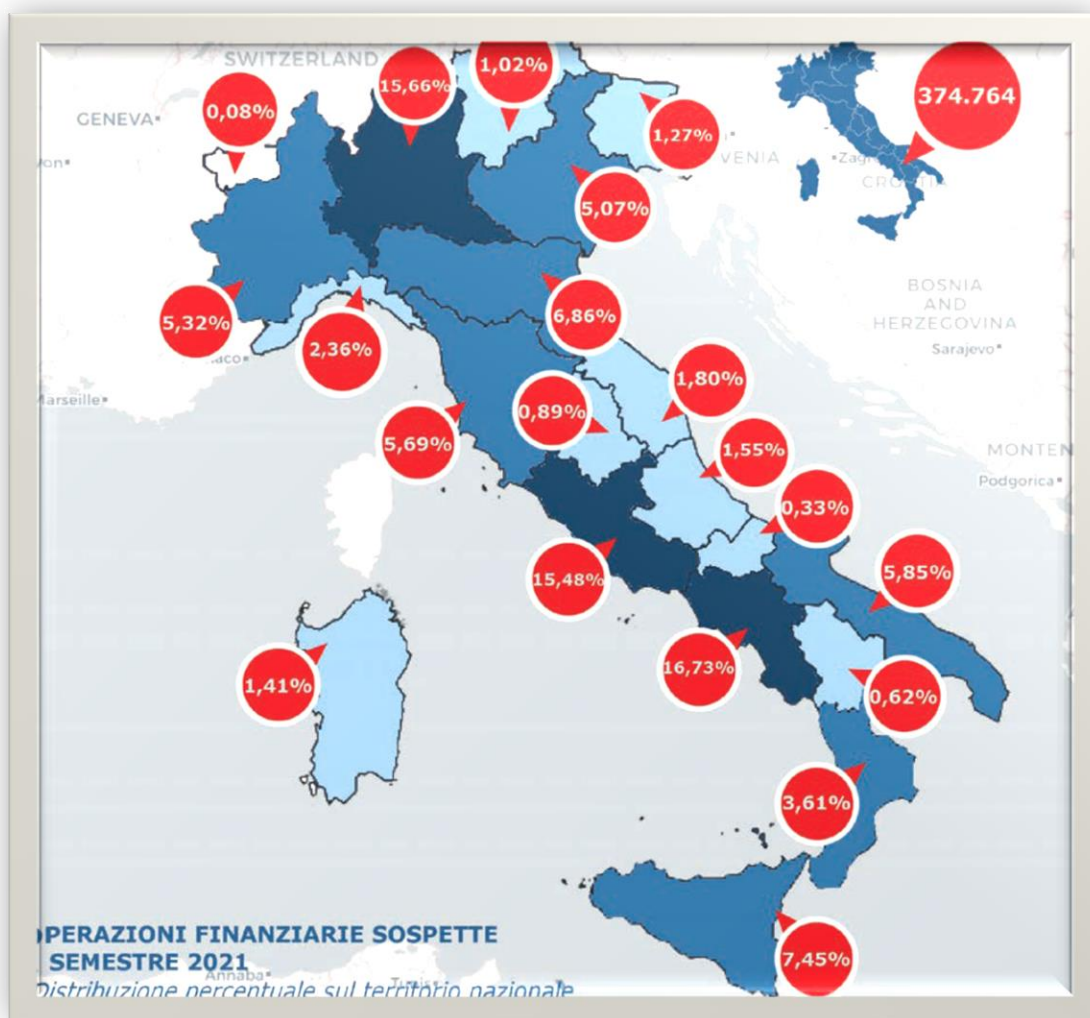 SWITZERLAND
1,02%
15,66%
374.764
0,08%
GENEVA
1,27%
VENIA
CROATIA
5,07%
BOSNIA
AND
HERZEGOVINA
5,32%
6,86%
2,36%
Sarajevo
1,80%
0,89%
5,69%
1,55%
MONTEN
Podgorica
0,33%
15,48%
5,85%
16,73%
1,41%
0,62%
3,61%
PERAZIONI FINANZIARIE SOSPETTE
SEMESTRE 2021
7,45%
Annaba
Distribuzione percentuale sul territorio nazionale